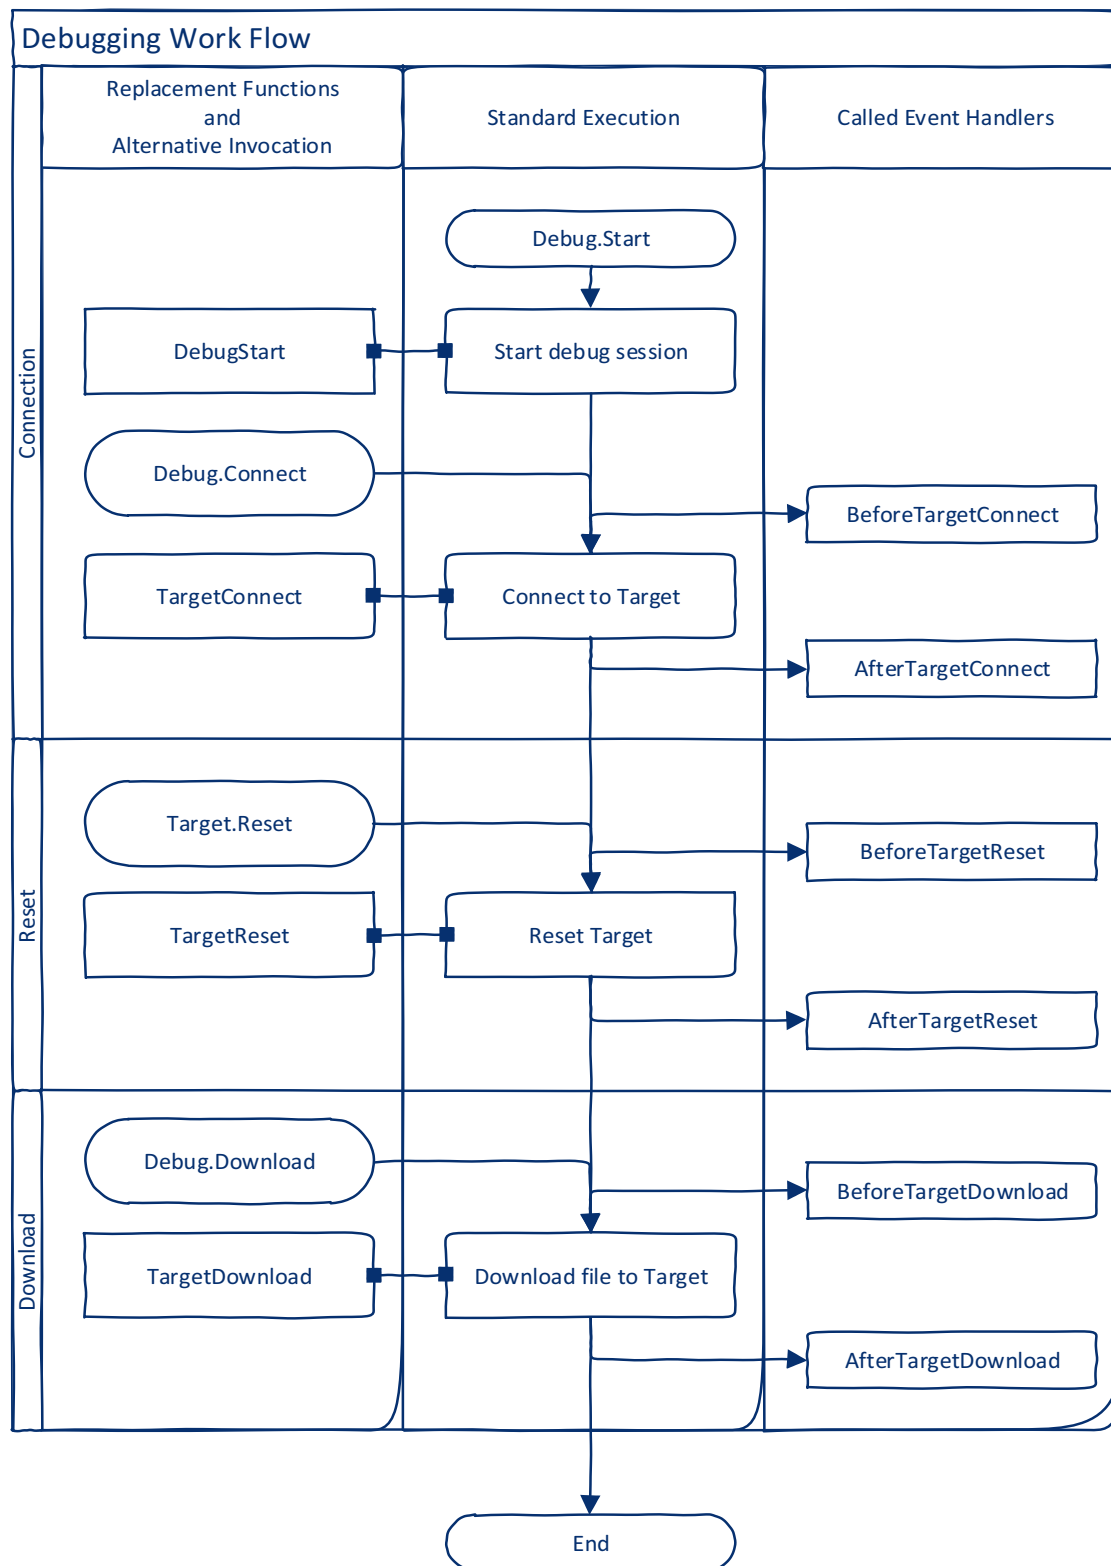 Debugging Work Flow
Replacement Functions
and
Alternative Invocation
Standard Execution
Called Event Handlers
Connection
Debug.Start
DebugStart
Start debug session
Debug.Connect
BeforeTargetConnect
TargetConnect
Connect to Target
AfterTargetConnect
Reset
Target.Reset
BeforeTargetReset
TargetReset
Reset Target
AfterTargetReset
Download
Debug.Download
BeforeTargetDownload
TargetDownload
Download file to Target
AfterTargetDownload
End